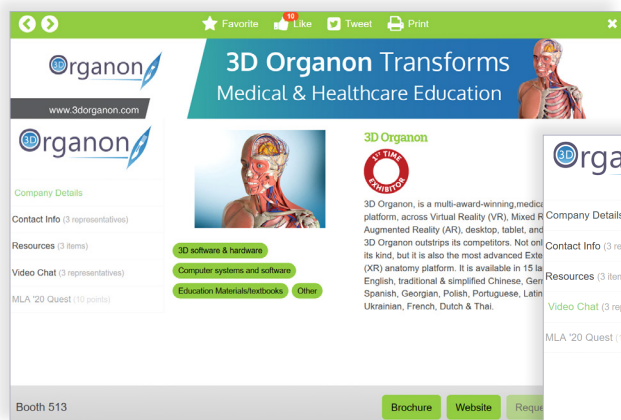 Favorite
10
Like
Tweet
Print
3D Organon
www.3dorganon.com
3D Organon Transforms
Medical & Healthcare Education
3D Organon
Company Details
Contact Info (3 representatives)
Resources (3 items)
Video Chat (3 representatives)
MLA '20 Quest (10 points)
3D software & hardware
Computer systems and software
Education Materials/textbooks
Other
3D Organon
1ST TIME
EXHIBITOR
3D Organon, is a multi-award-winning,medica
platform, across Virtual Reality (VR), Mixed R
Augmented Reality (AR), desktop, tablet, and
3D Organon outstrips its competitors. Not onl
its kind, but it is also the most advanced Exte
(XR) anatomy platform. It is available in 15 la
English, traditional & simplified Chinese, Ger
Spanish, Georgian, Polish, Portuguese, Latin
Ukrainian, French, Dutch & Thai.
Booth 513
Brochure
Website
Reque
3D Orga
Company Details
Contact Info (3 re
Resources (3 iter
Video Chat (3 rep
MLA '20 Quest (1